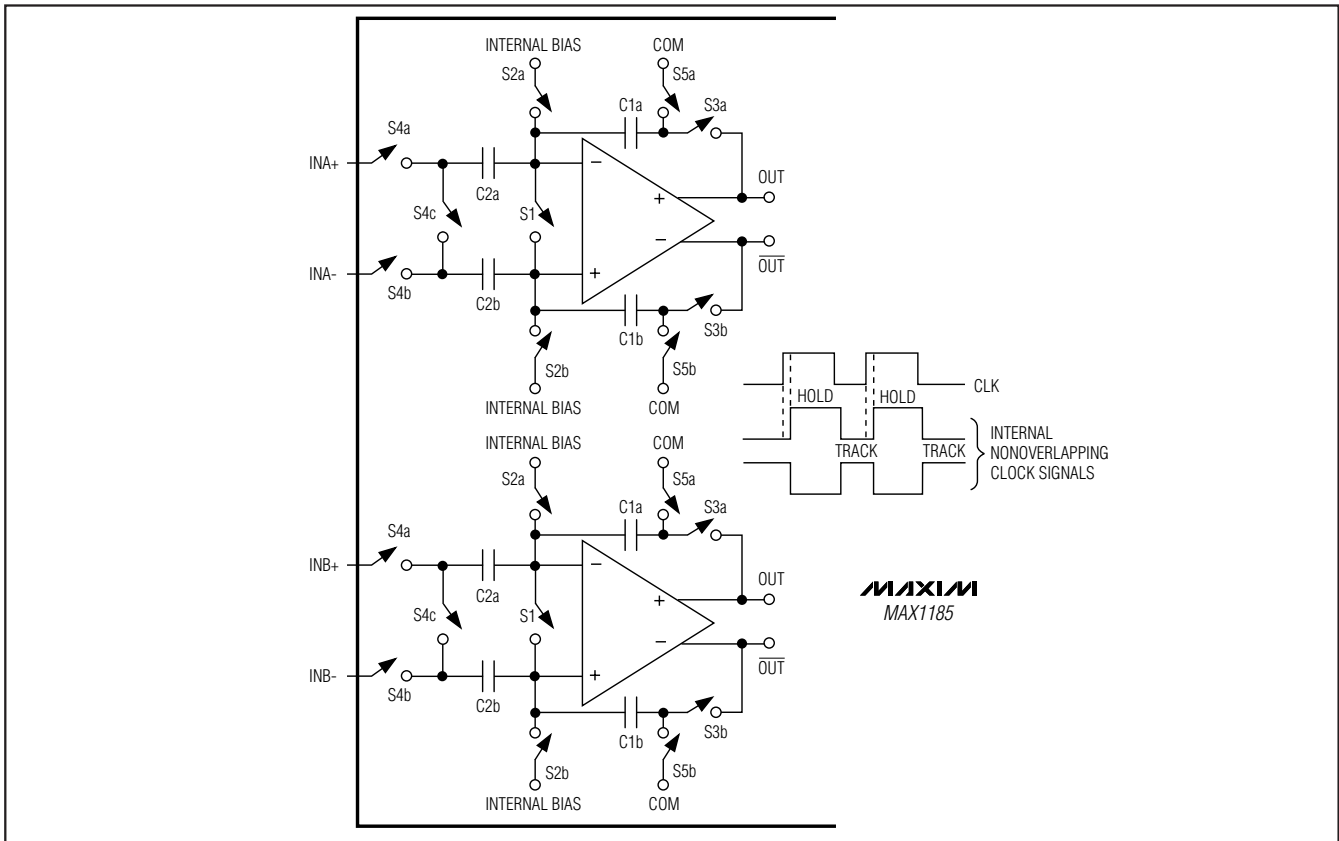 INTERNAL BIAS
COM
S2a
S5a
C1a
S3a
S4a
INA+
−
OUT
C2a
+
S4c
S1
−
OUT
INA-
+
S4b
C2b
C1b
S3b
S2b
S5b
CLK
HOLD HOLD
INTERNAL BIAS
COM
TRACK TRACK
INTERNAL
NONOVERLAPPING
CLOCK SIGNALS
INTERNAL BIAS
COM
S2a
S5a
C1a
S3a
S4a
INB+
−
OUT
C2a
+
S4c
S1
−
OUT
INB-
+
S4b
C2b
C1b
S3b
S2b
S5b
INTERNAL BIAS
COM
MAXIM
MAX1185